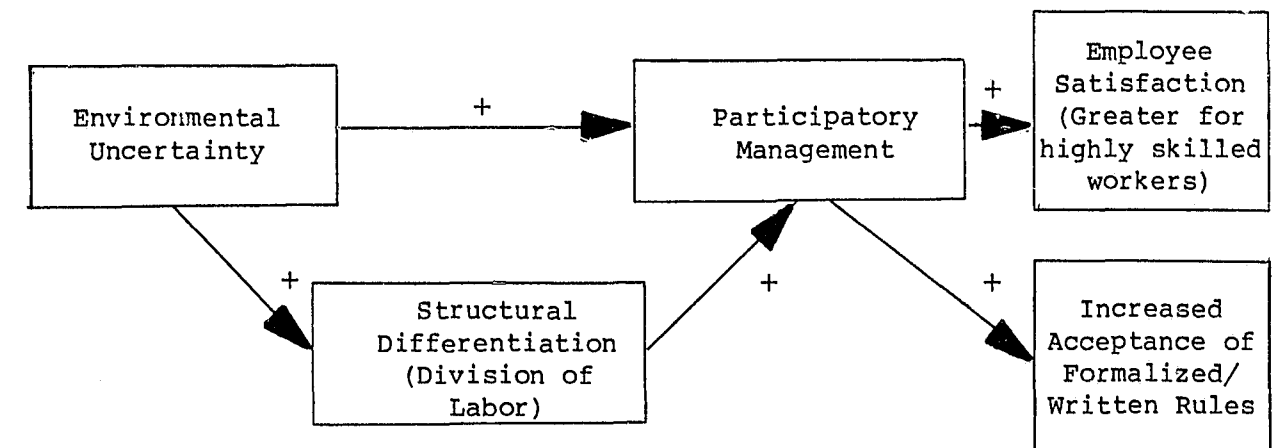 Environmental
Uncertainty
+
Participatory
Management
+
Employee
Satisfaction
(Greater for
highly skilled
workers)
+
Structural
Differentiation
(Division of
Labor)
+
+
Increased
Acceptance of
Formalized/
Written Rules